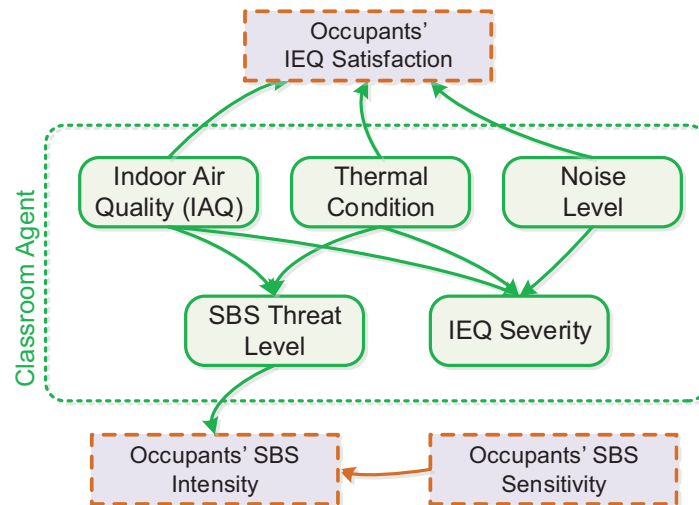 Occupants'
IEQ Satisfaction
Classroom Agent
Indoor Air
Quality (IAQ)
Thermal
Condition
Noise
Level
SBS Threat
Level
IEQ Severity
Occupants' SBS
Intensity
Occupants' SBS
Sensitivity